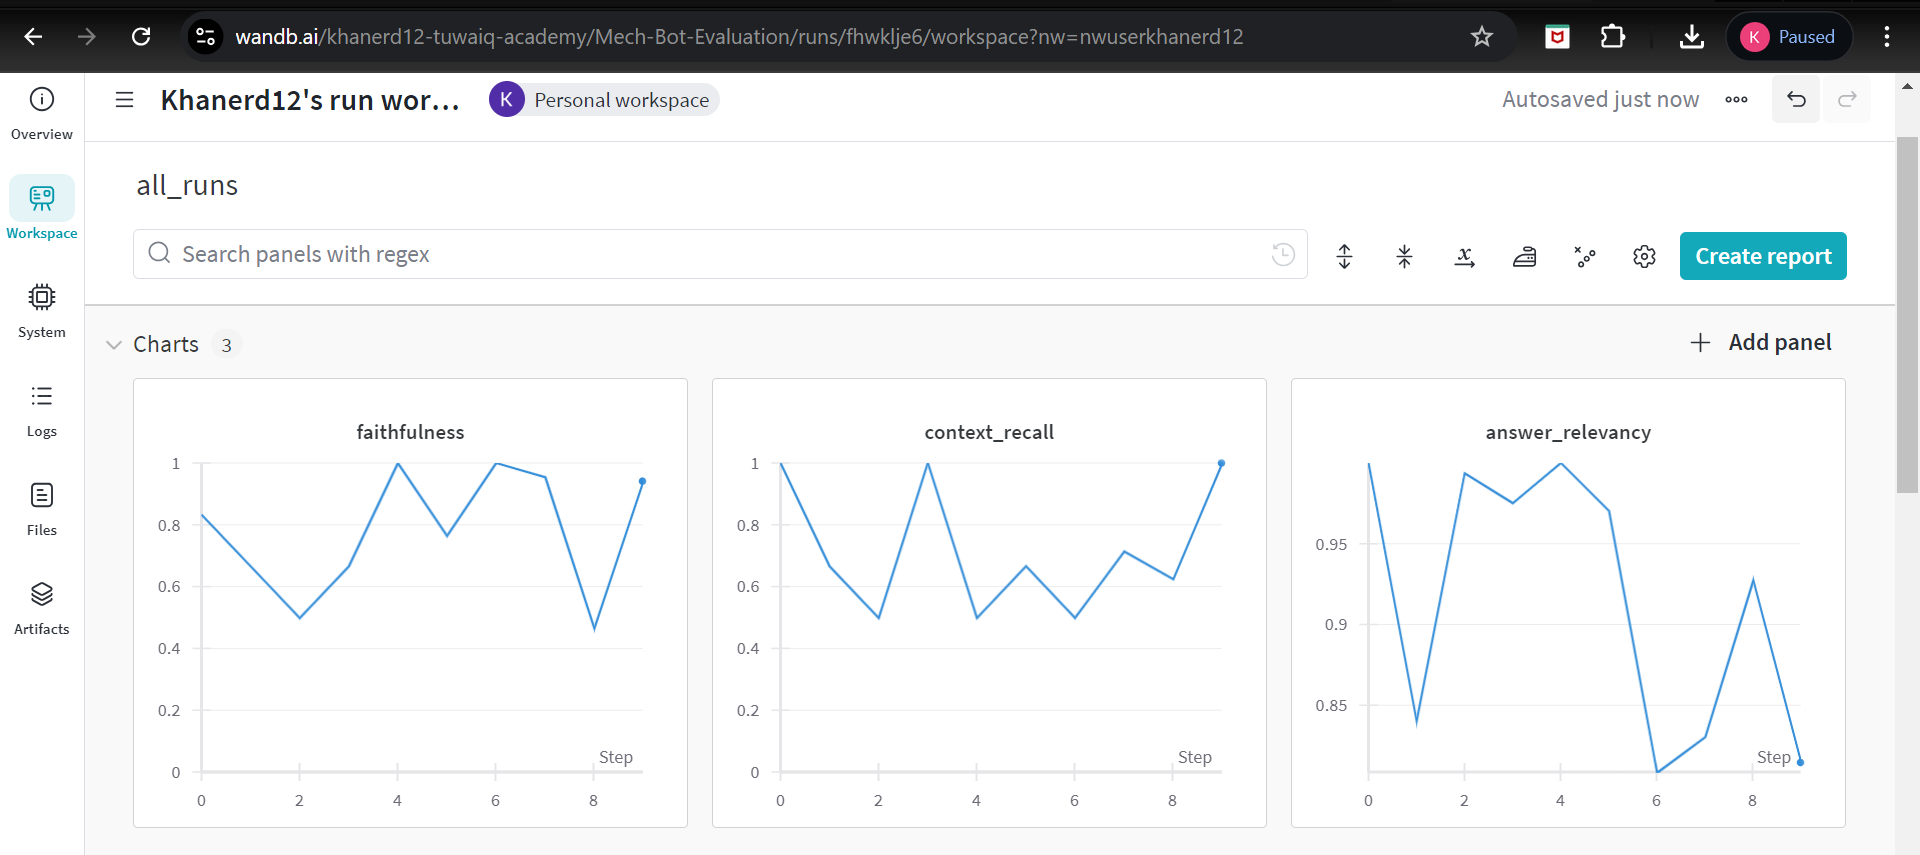 wandb.ai/khanerd12-tuwaiq-academy/Mech-Bot-Evaluation/runs/fhwklje6/workspace?nw=nwuserkhanerd12
K Paused
Overview
Workspace
System
Logs
Files
Artifacts
Khanerd12's run wor...
K Personal workspace
Autosaved just now
all_runs
Search panels with regex
Create report
Charts 3
Add panel
faithfulness
1
0.8
0.6
0.4
0.2
0
Step
0 2 4 6 8
context_recall
1
0.8
0.6
0.4
0.2
0
Step
0 2 4 6 8
answer_relevancy
0.95
0.9
0.85
Step
0 2 4 6 8